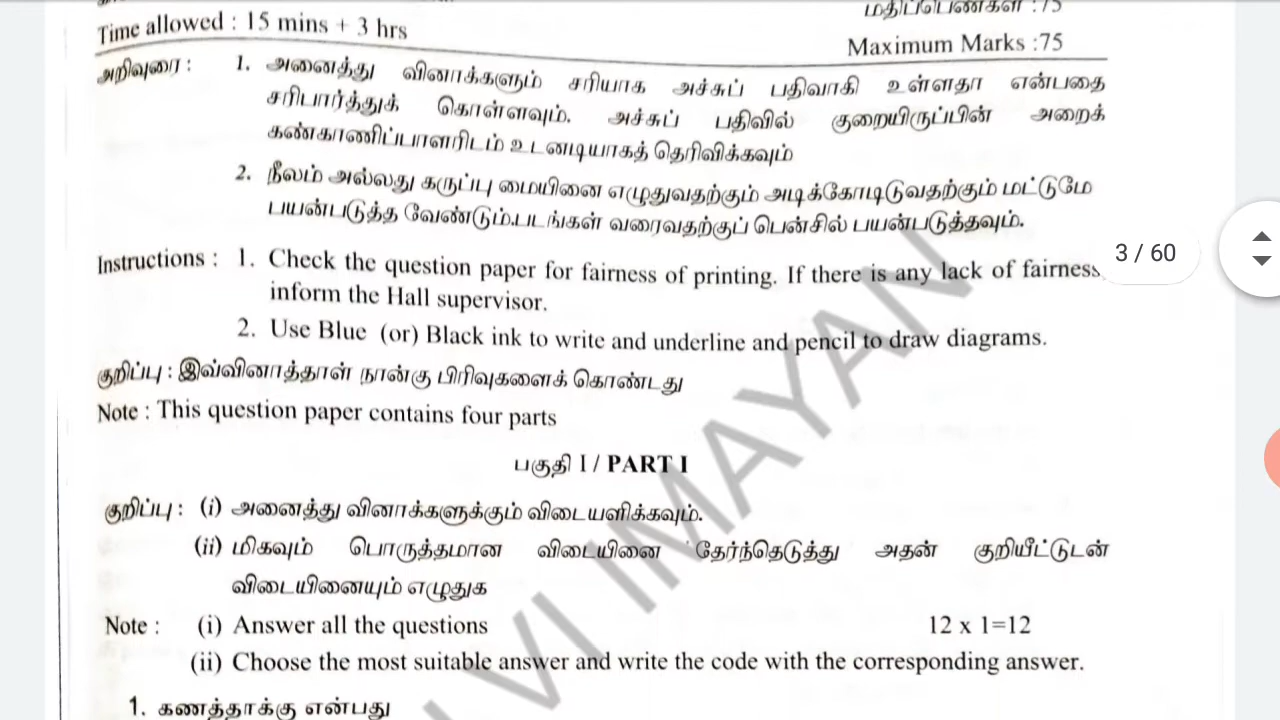 மதிப்பெண்கள் :75
Time allowed : 15 mins + 3 hrs
Maximum Marks :75
அறிவுரை : 1. அனைத்து வினாக்களும் சரியாக அச்சுப் பதிவாகி உள்ளதா என்பதை
சரிபார்த்துக் கொள்ளவும். அச்சுப் பதிவில் குறையிருப்பின் அறைக்
கண்காணிப்பாளரிடம் உடனடியாகத் தெரிவிக்கவும்
2. நீலம் அல்லது கருப்பு மையினை எழுதுவதற்கும் அடிக்கோடிடுவதற்கும் மட்டுமே
பயன்படுத்த வேண்டும்.படங்கள் வரைவதற்குப் பென்சில் பயன்படுத்தவும்.
Instructions : 1. Check the question paper for fairness of printing. If there is any lack of fairness
inform the Hall supervisor.
3 / 60
2. Use Blue (or) Black ink to write and underline and pencil to draw diagrams.
குறிப்பு : இவ்வினாத்தாள் நான்கு பிரிவுகளைக் கொண்டது
Note : This question paper contains four parts
பகுதி I / PART I
குறிப்பு : (i) அனைத்து வினாக்களுக்கும் விடையளிக்கவும்.
(ii) மிகவும் பொருத்தமான விடையினை தேர்ந்தெடுத்து அதன் குறியீட்டுடன்
விடையினையும் எழுதுக
Note : (i) Answer all the questions 12 x 1=12
(ii) Choose the most suitable answer and write the code with the corresponding answer.
1. கணத்தாக்கு என்பது
VI IMAYAN